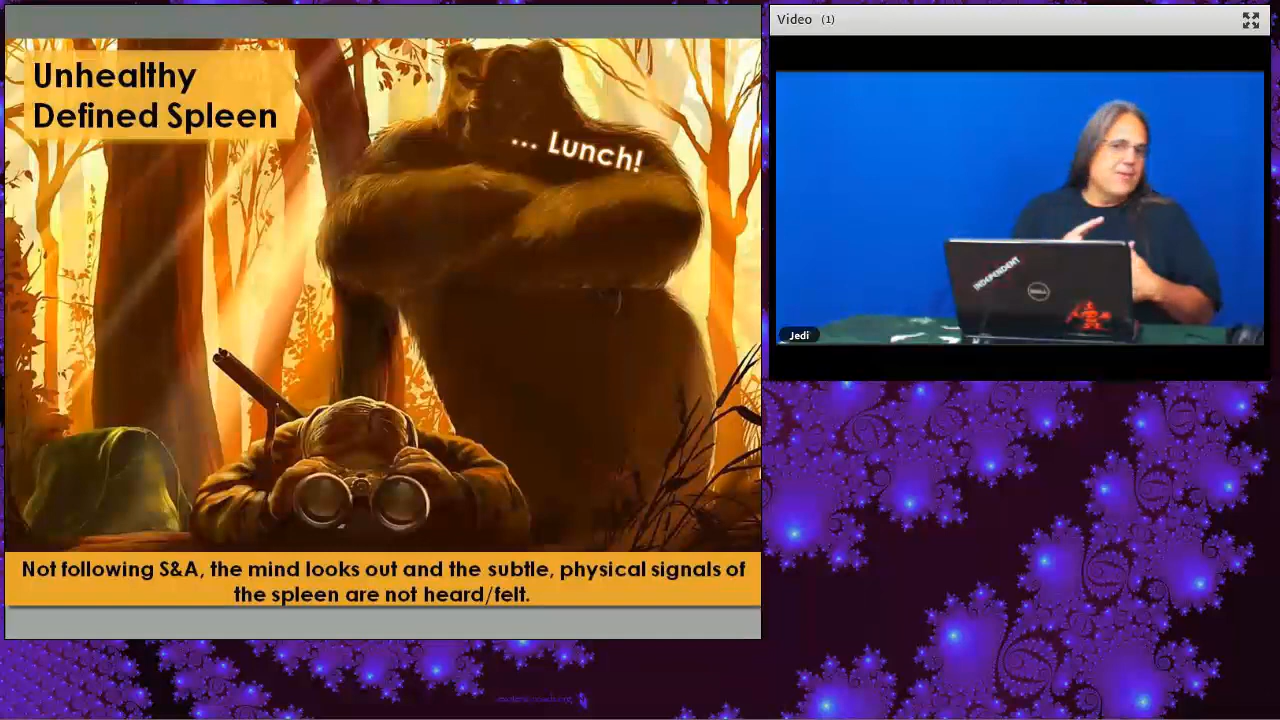 Unhealthy
Defined Spleen
... Lunch!
Not following S&A, the mind looks out and the subtle, physical signals of
the spleen are not heard/felt.
Video (1)
INDEPENDENT
DELL
Jedi